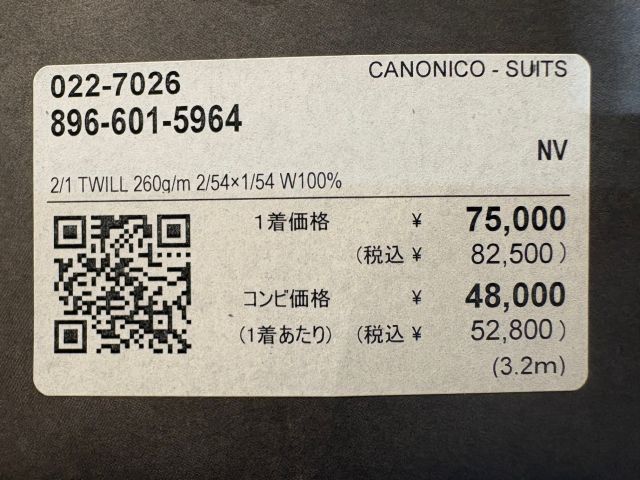 022-7026
CANONICO - SUITS
896-601-5964
NV
2/1 TWILL 260g/m 2/54×1/54 W100%
1着価格 ¥ 75,000
(税込 ¥ 82,500 )
コンビ価格 ¥ 48,000
(1着あたり) (税込 ¥ 52,800 )
(3.2m)